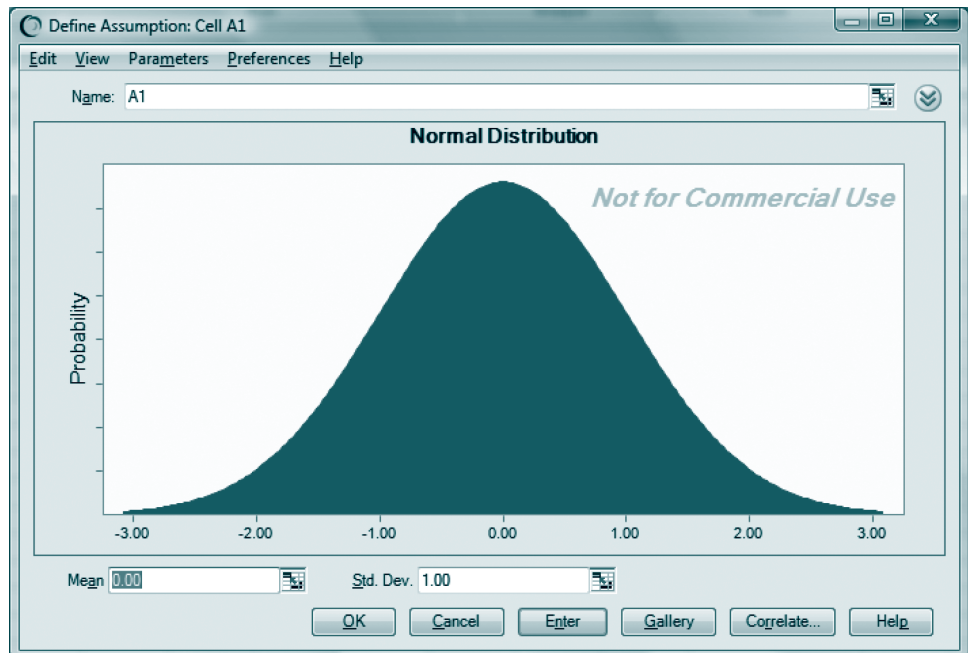 Define Assumption: Cell A1
Edit View Parameters Preferences Help
Name: A1
Normal Distribution
Not for Commercial Use
Probability
-3.00 -2.00 -1.00 0.00 1.00 2.00 3.00
Mean 0.00 Std. Dev. 1.00
OK Cancel Enter Gallery Correlate... Help